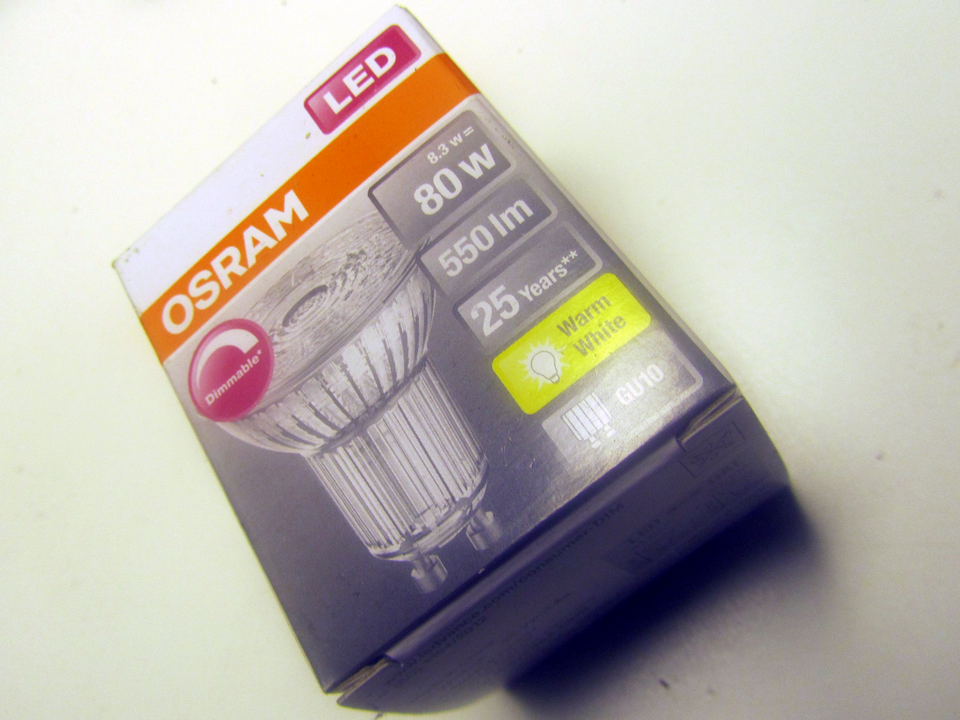 LED
OSRAM
8.3 w =
80 W
550 lm
25 Years**
Warm
White
GU10
Dimmable*